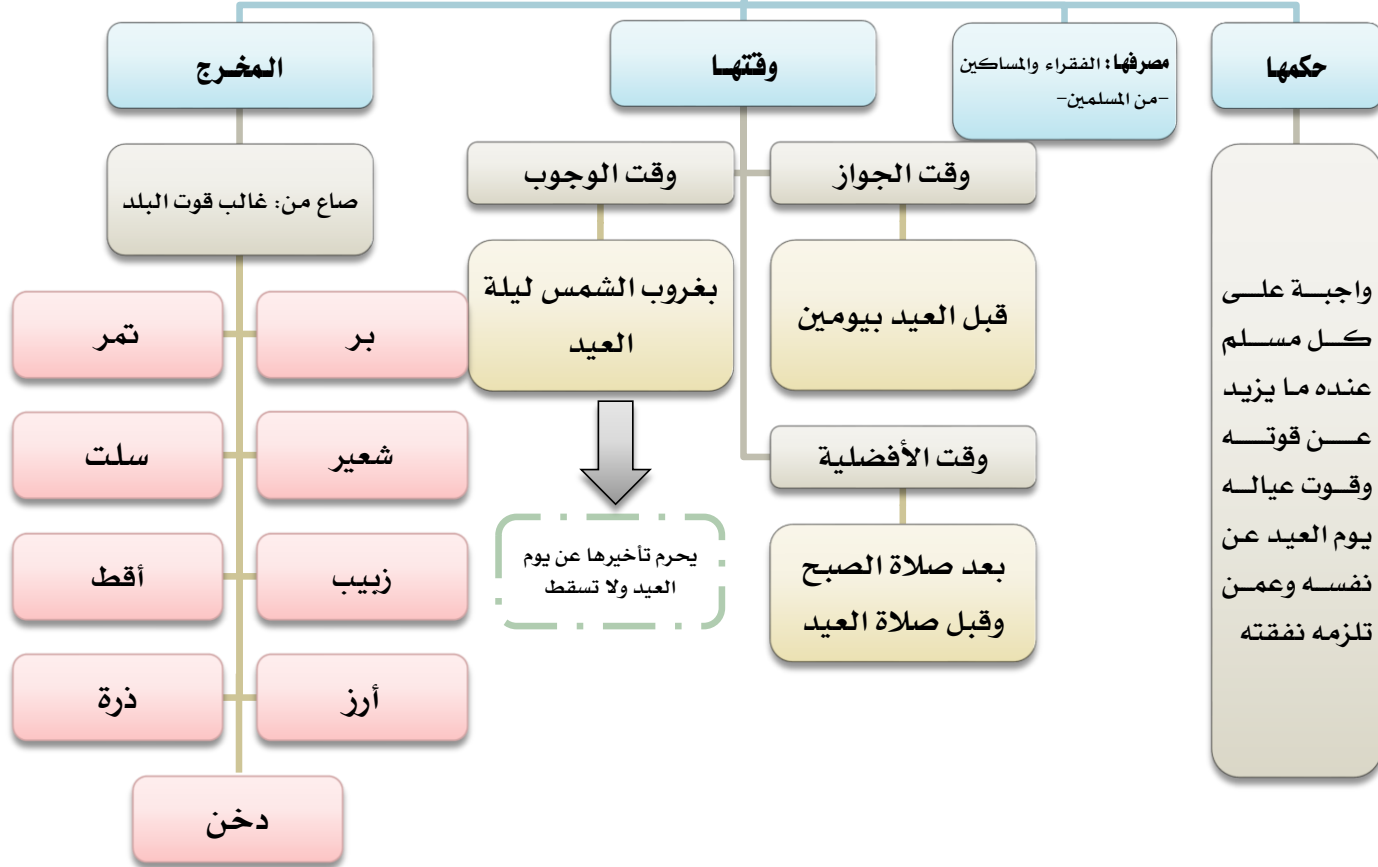 حكمها
واجبة على
كل مسلم
عنده ما يزيد
عن قوته
وقوت عياله
يوم العيد عن
نفسه وعمن
تلزمه نفقته
مصرفها: الفقراء والمساكين
-من المسلمين-
وقتها
وقت الجواز
قبل العيد بيومين
وقت الوجوب
بغروب الشمس ليلة
العيد
يحرم تأخيرها عن يوم
العيد ولا تسقط
وقت الأفضلية
بعد صلاة الصبح
وقبل صلاة العيد
المخرج
صاع من: غالب قوت البلد
بر
تمر
شعير
سلت
زبيب
أقط
أرز
ذرة
دخن